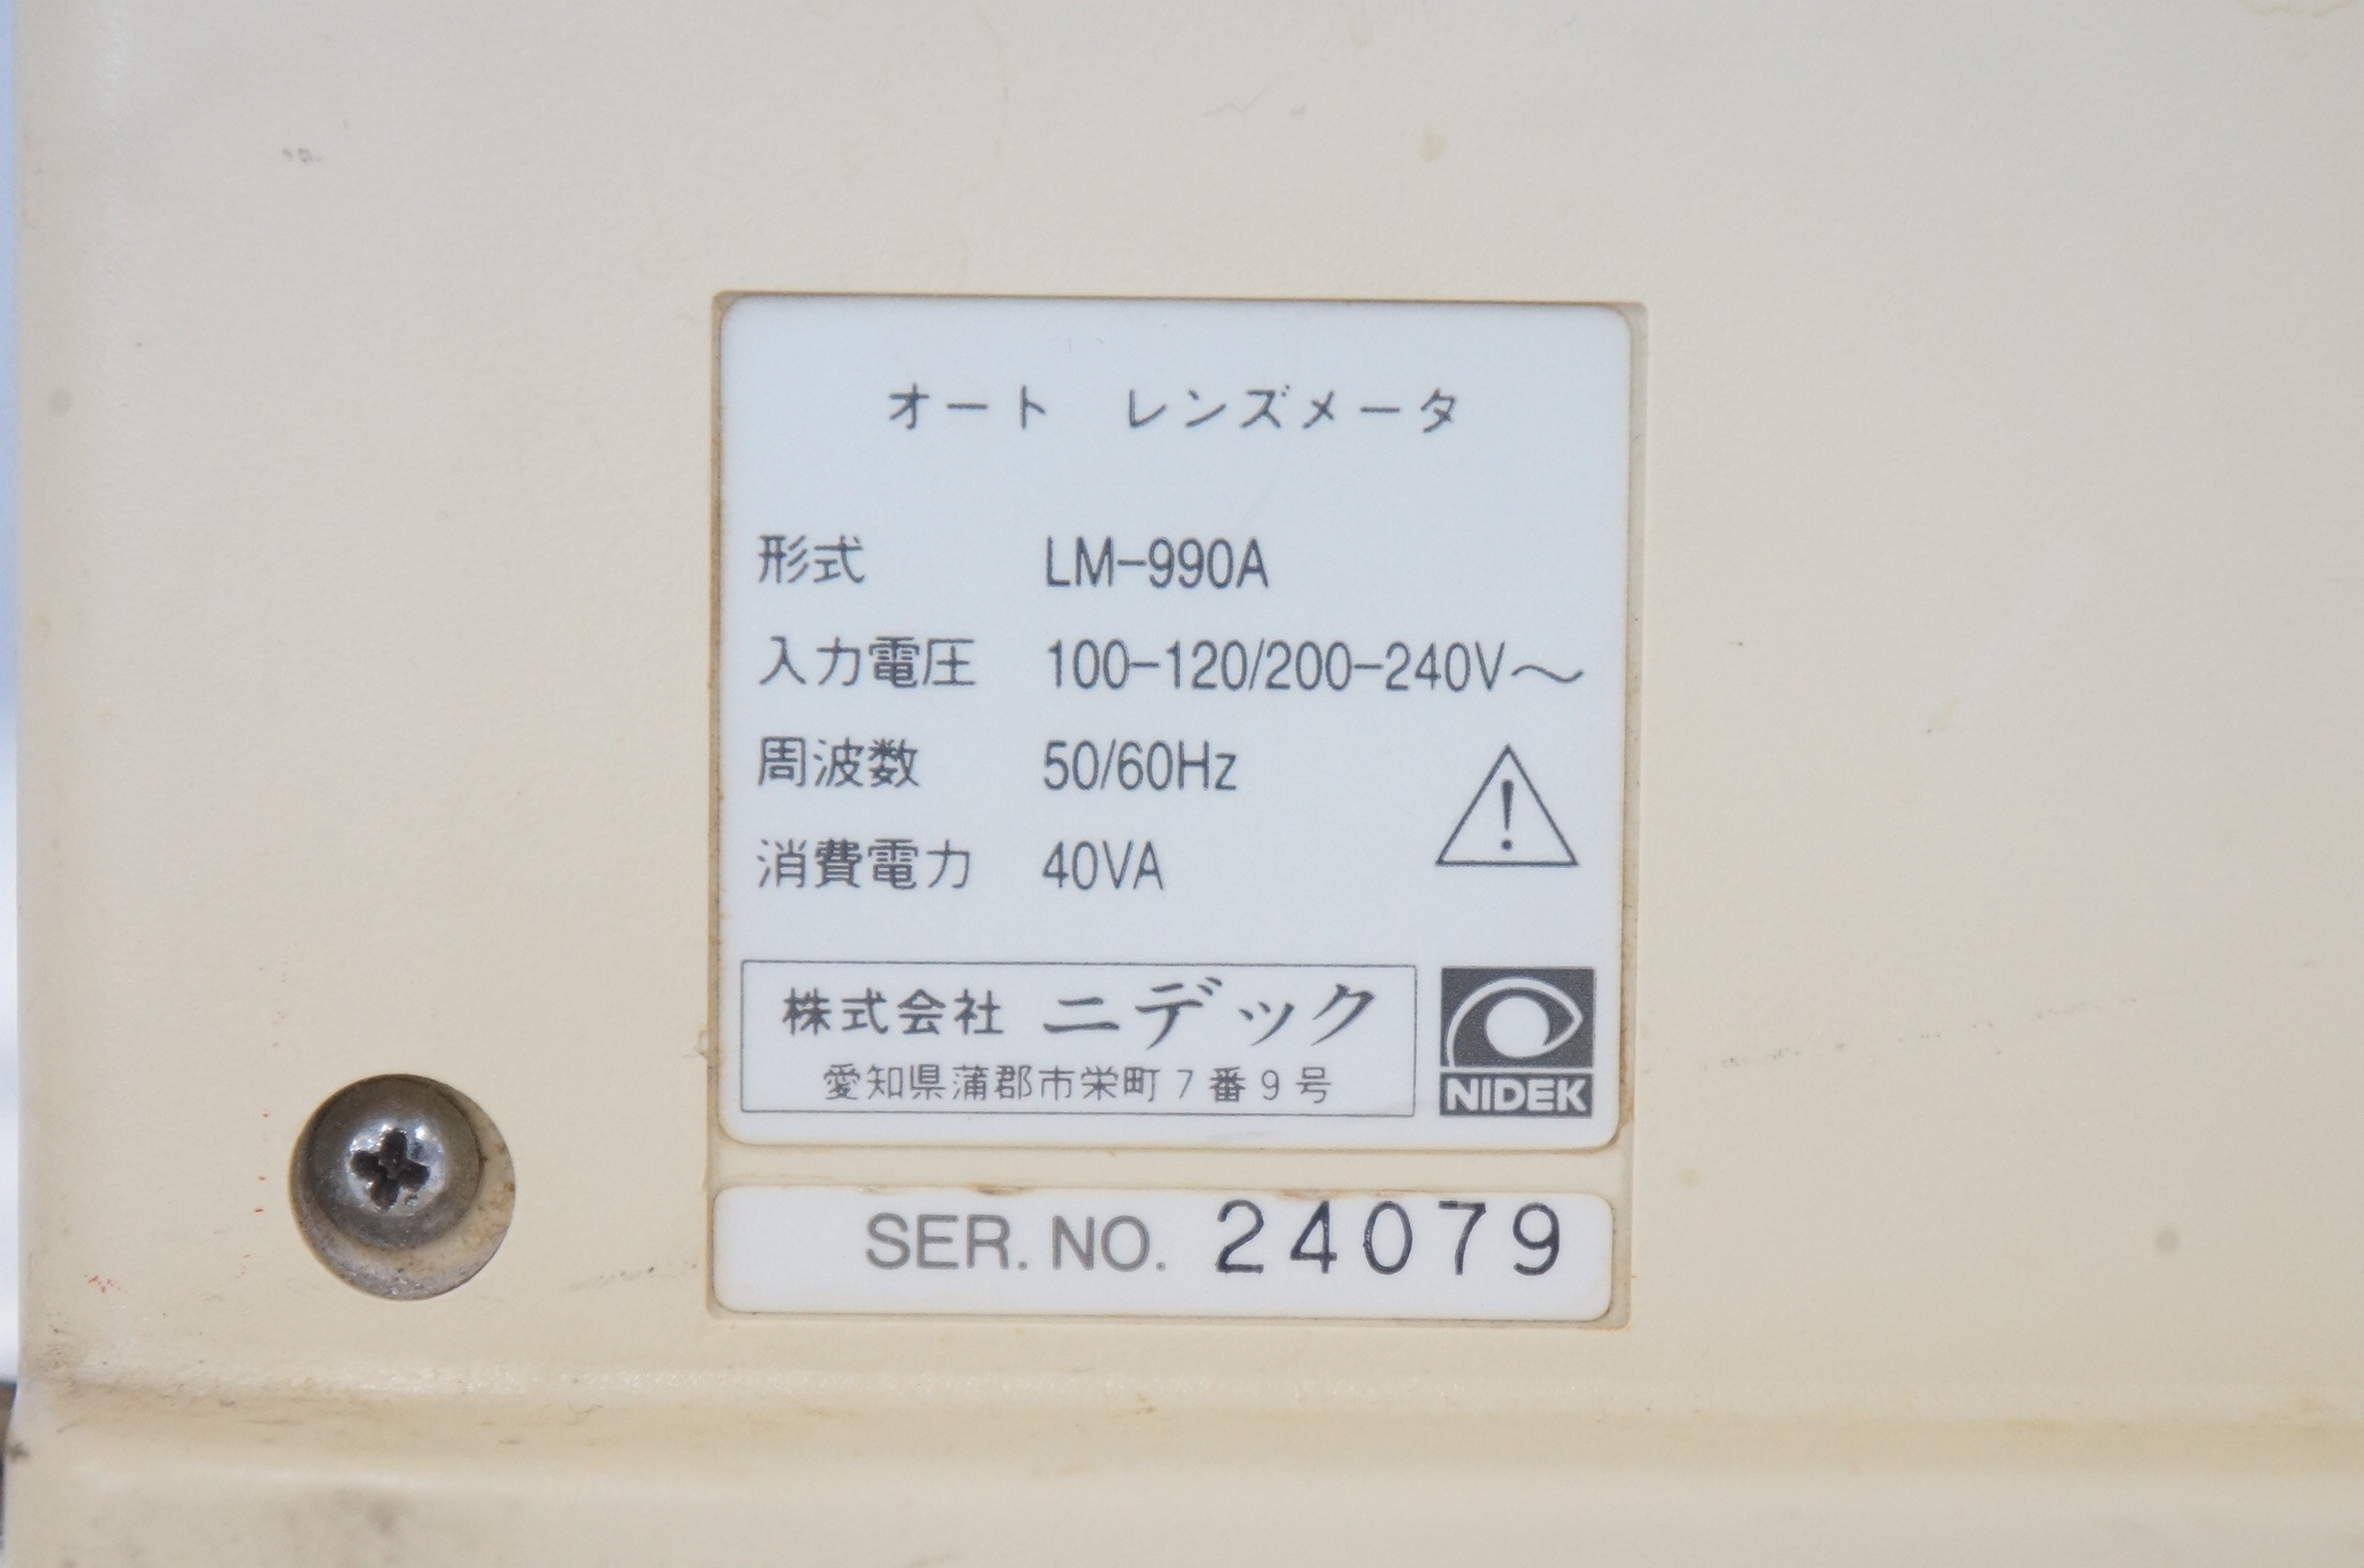 オート レンズメータ
形式 LM-990A
入力電圧 100-120/200-240V～
周波数 50/60Hz
消費電力 40VA
株式会社 ニデック
愛知県蒲郡市栄町7番9号
NIDEK
SER. NO. 24079